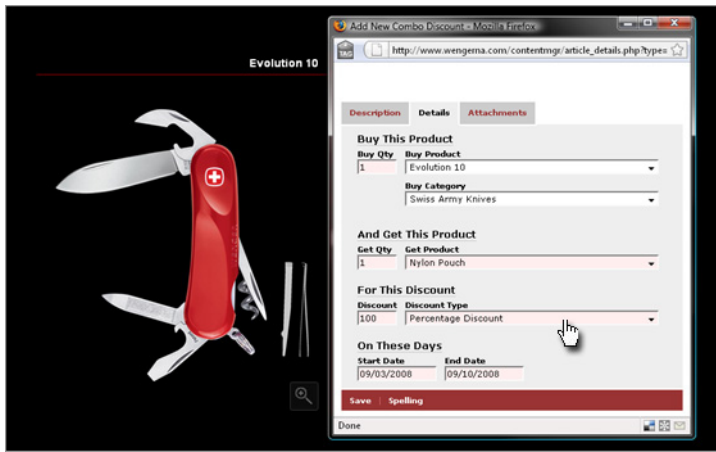 Evolution 10
Add New Combo Discount - Mozilla Firefox
TAG
http://www.wengerna.com/contentmgr/article_details.php?type=
Description Details Attachments
Buy This Product
Buy Qty Buy Product
1 Evolution 10
Buy Category
Swiss Army Knives
And Get This Product
Get Qty Get Product
1 Nylon Pouch
For This Discount
Discount Discount Type
100 Percentage Discount
On These Days
Start Date End Date
09/03/2008 09/10/2008
Save | Spelling
Done